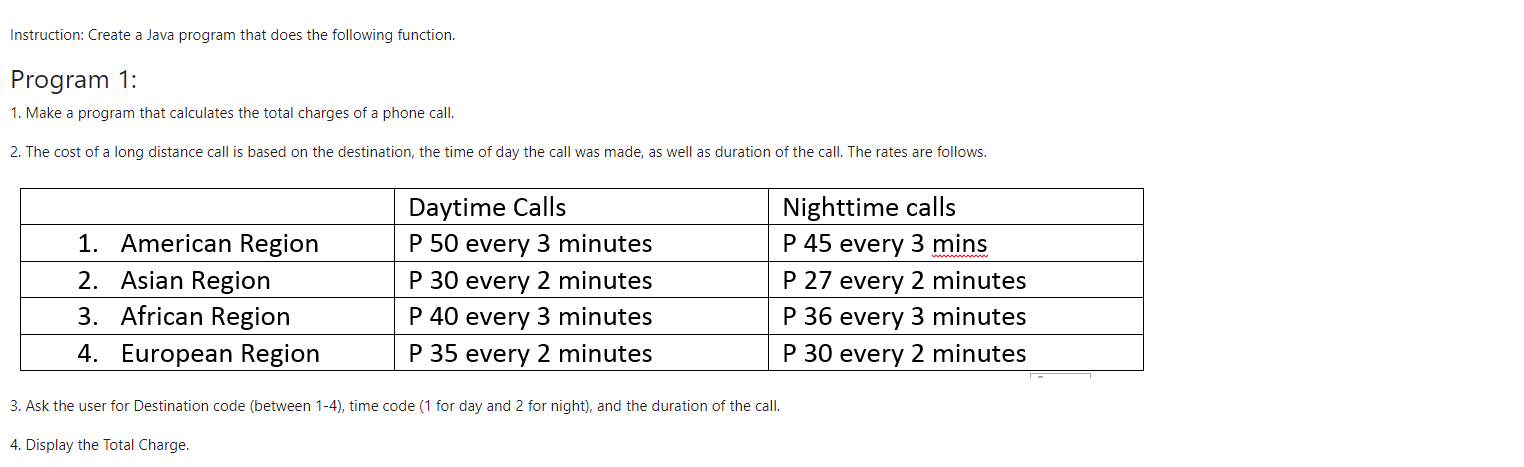 Instruction: Create a Java program that does the following function.
Program 1:
1. Make a program that calculates the total charges of a phone call.
2. The cost of a long distance call is based on the destination, the time of day the call was made, as well as duration of the call. The rates are follows.
Daytime Calls Nighttime calls
1. American Region P 50 every 3 minutes P 45 every 3 mins
2. Asian Region P 30 every 2 minutes P 27 every 2 minutes
3. African Region P 40 every 3 minutes P 36 every 3 minutes
4. European Region P 35 every 2 minutes P 30 every 2 minutes
3. Ask the user for Destination code (between 1-4), time code (1 for day and 2 for night), and the duration of the call.
4. Display the Total Charge.